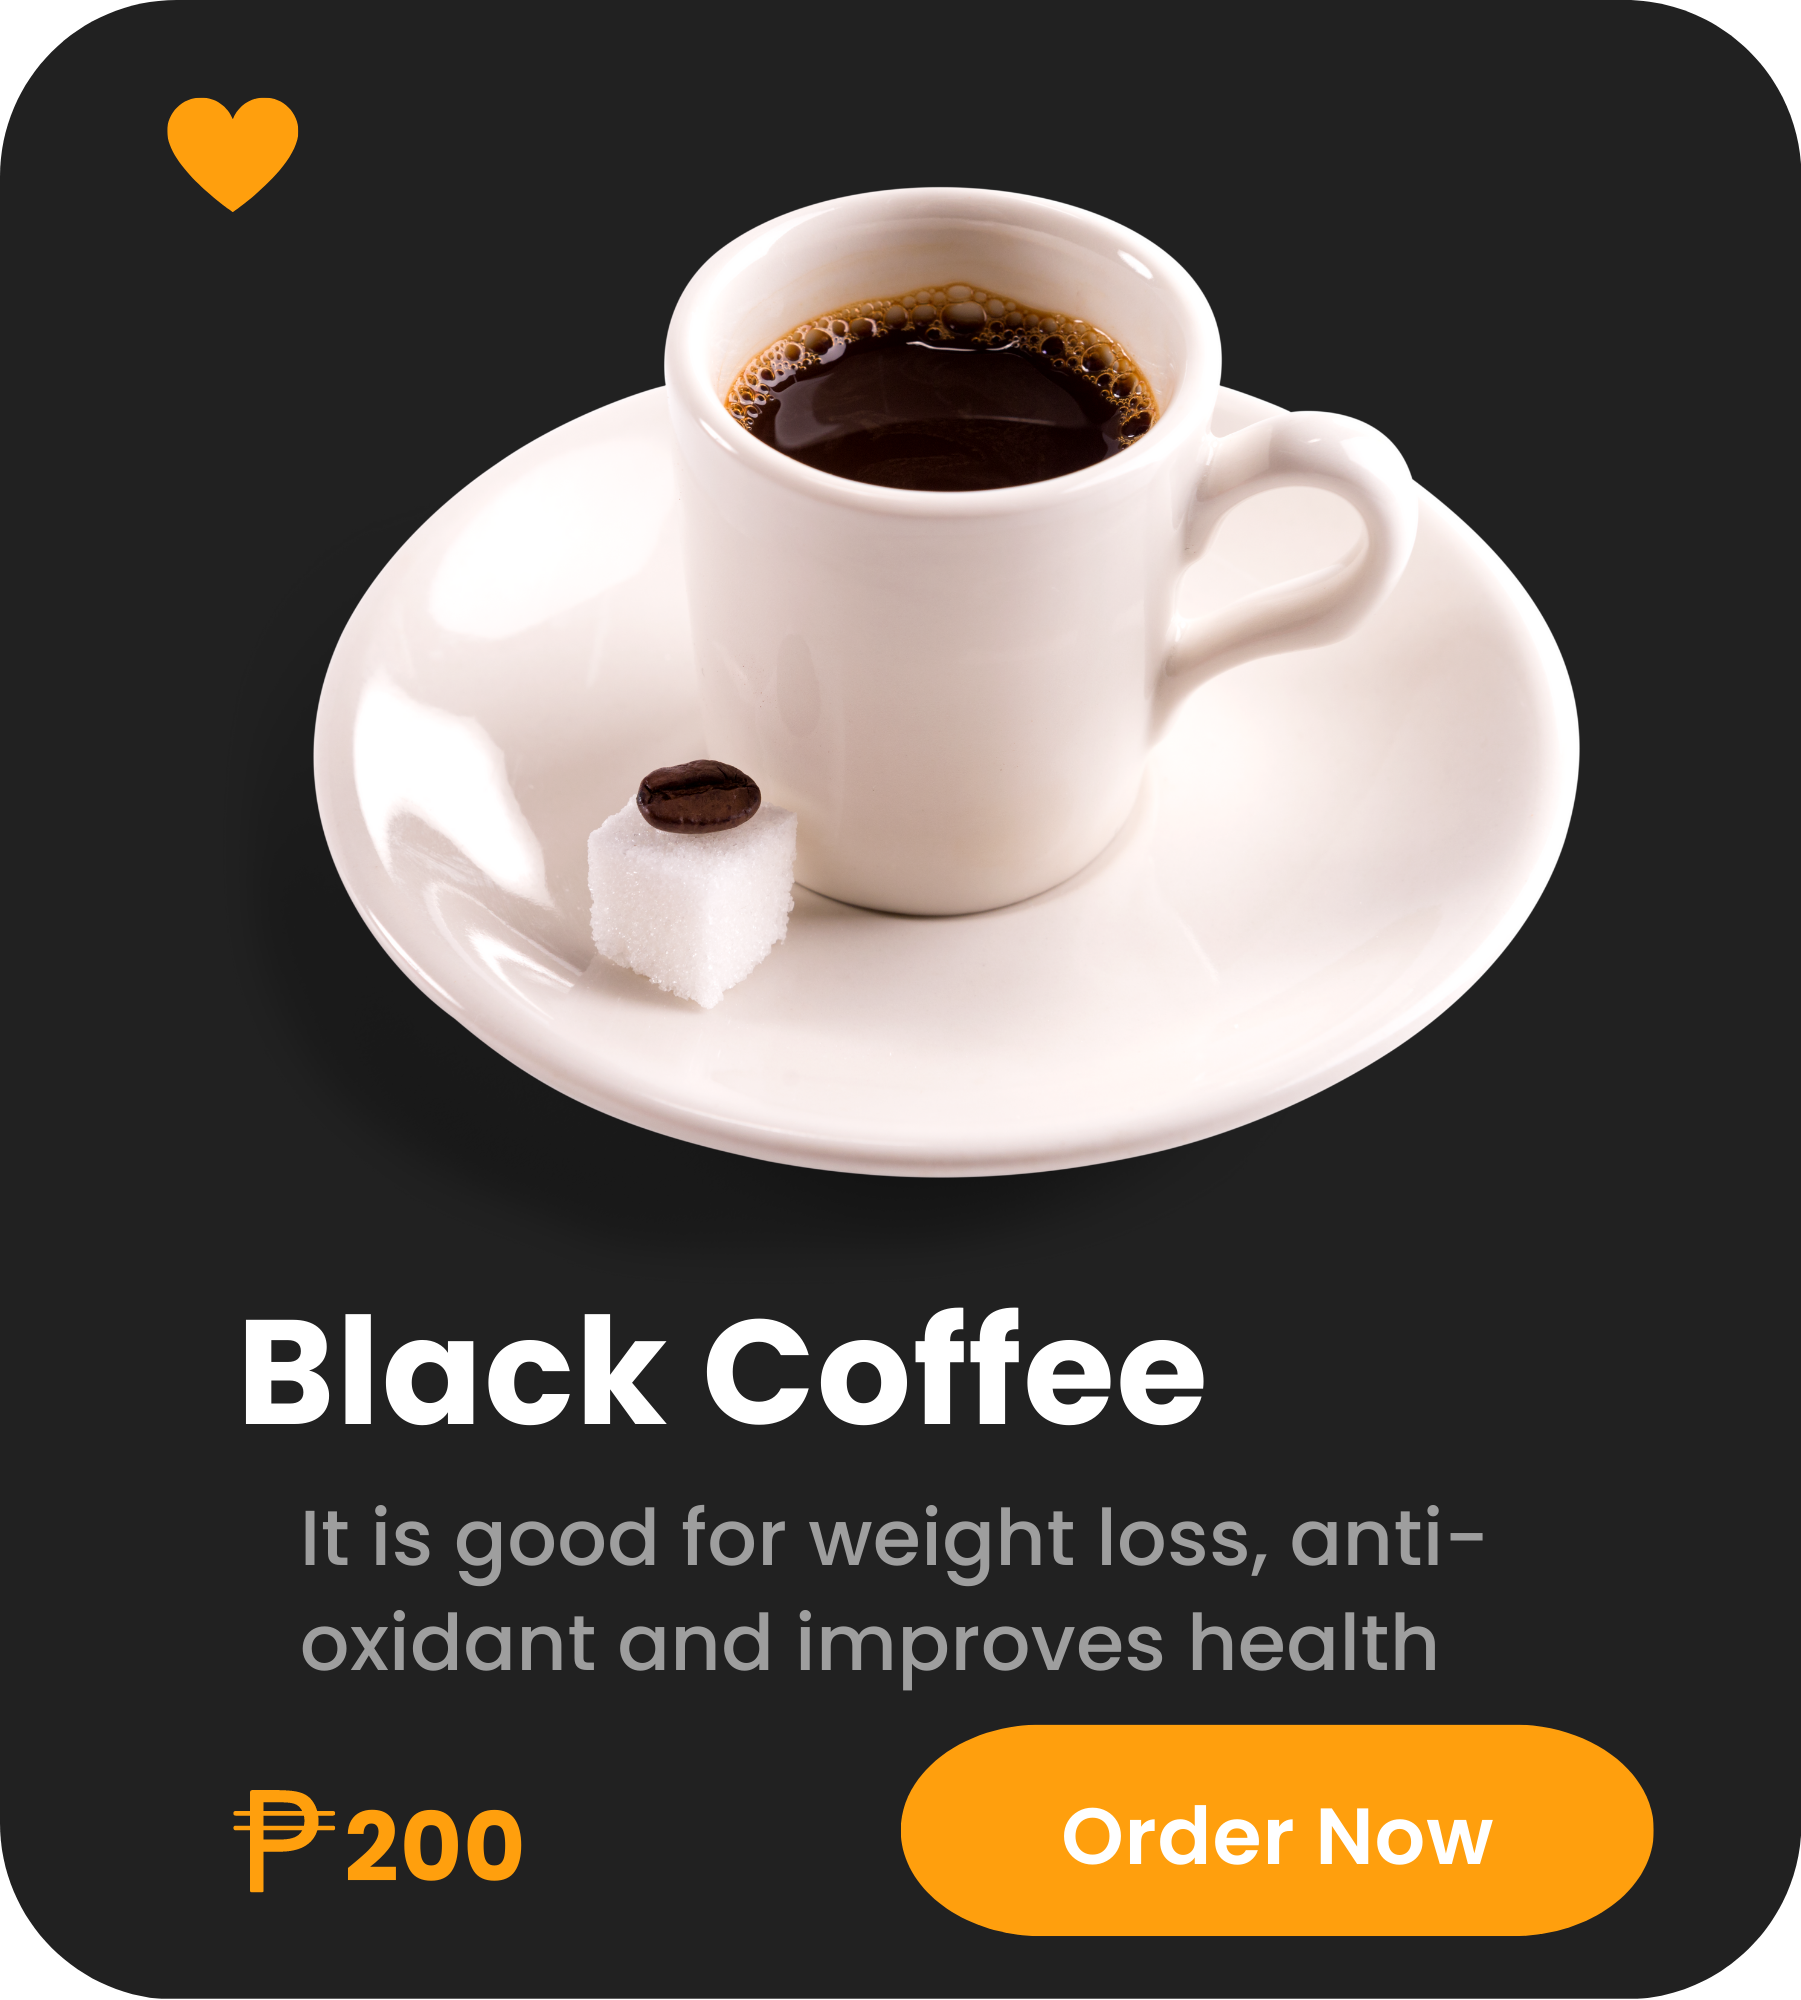 Black Coffee
It is good for weight loss, anti-
oxidant and improves health
₱200
Order Now